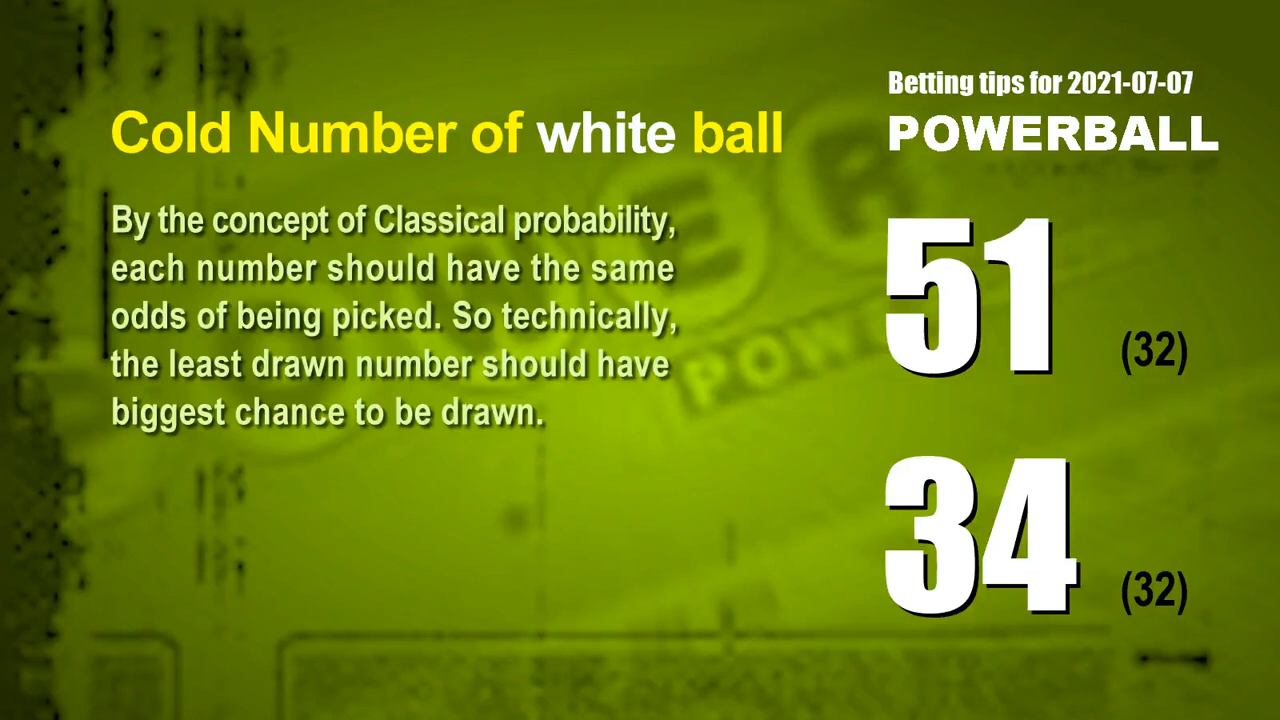 Betting tips for 2021-07-07
POWERBALL
Cold Number of white ball
By the concept of Classical probability,
each number should have the same
odds of being picked. So technically,
the least drawn number should have
biggest chance to be drawn.
51 (32)
34 (32)